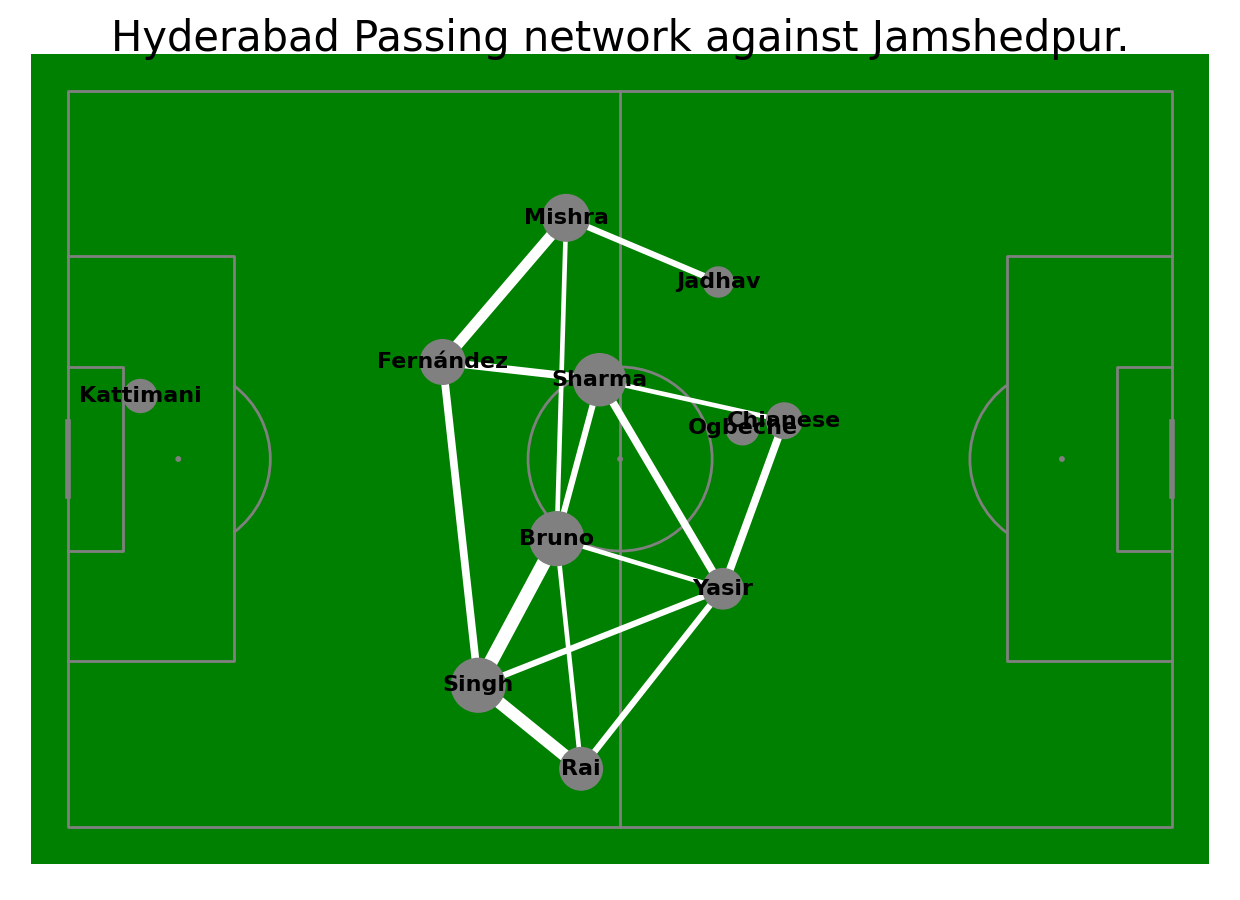 Hyderabad Passing network against Jamshedpur.
Mishra
Jadhav
Fernández
Sharma
Kattimani
Chianese
Ogbeche
Bruno
Yasir
Singh
Rai